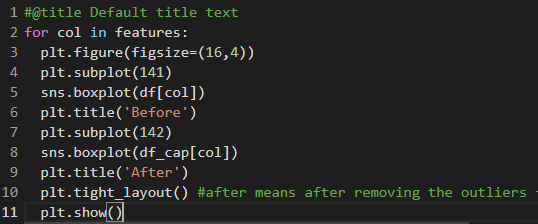 1 #@title Default title text
2 for col in features:
3 plt.figure(figsize=(16,4))
4 plt.subplot(141)
5 sns.boxplot(df[col])
6 plt.title('Before')
7 plt.subplot(142)
8 sns.boxplot(df_cap[col])
9 plt.title('After')
10 plt.tight_layout() #after means after removing the outliers
11 plt.show()